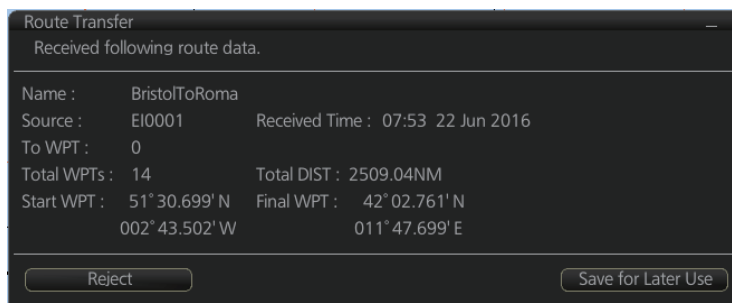 Route Transfer
Received following route data.
Name : BristolToRoma
Source : EI0001 Received Time : 07:53 22 Jun 2016
To WPT : 0
Total WPTs : 14 Total DIST : 2509.04NM
Start WPT : 51°30.699'N Final WPT : 42°02.761'N
002°43.502'W 011°47.699'E
Reject Save for Later Use